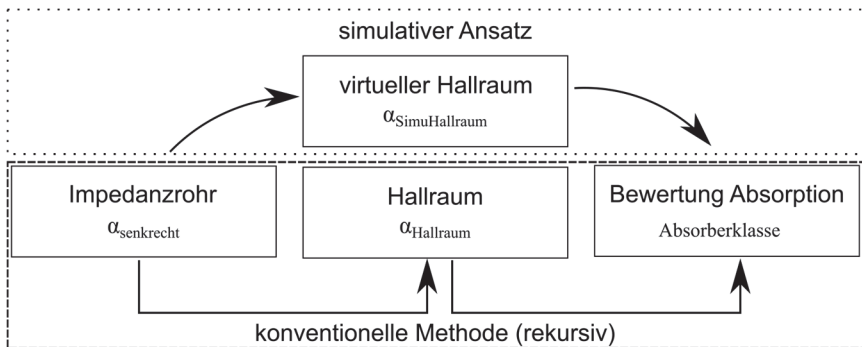 simulativer Ansatz
virtueller Hallraum
αSimuHallraum
Impedanzrohr
αsenkrecht
Hallraum
αHallraum
Bewertung Absorption
Absorberklasse
konventionelle Methode (rekursiv)